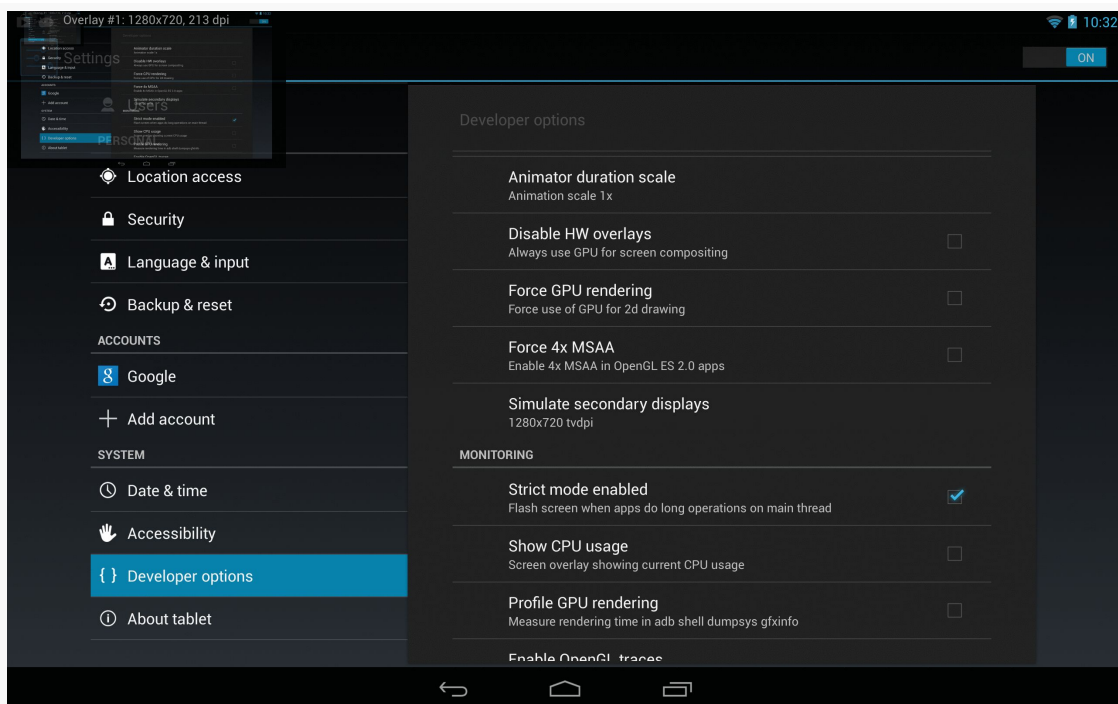 Overlay #1: 1280x720, 213 dpi
10:32
Settings
ON
Users
PERSONAL
Location access
Security
Language & input
Backup & reset
ACCOUNTS
Google
Add account
SYSTEM
Date & time
Accessibility
{ } Developer options
About tablet
Developer options
Animator duration scale
Animation scale 1x
Disable HW overlays
Always use GPU for screen compositing
Force GPU rendering
Force use of GPU for 2d drawing
Force 4x MSAA
Enable 4x MSAA in OpenGL ES 2.0 apps
Simulate secondary displays
1280x720 tvdpi
MONITORING
Strict mode enabled
Flash screen when apps do long operations on main thread
Show CPU usage
Screen overlay showing current CPU usage
Profile GPU rendering
Measure rendering time in adb shell dumpsys gfxinfo
Enable OpenGL traces